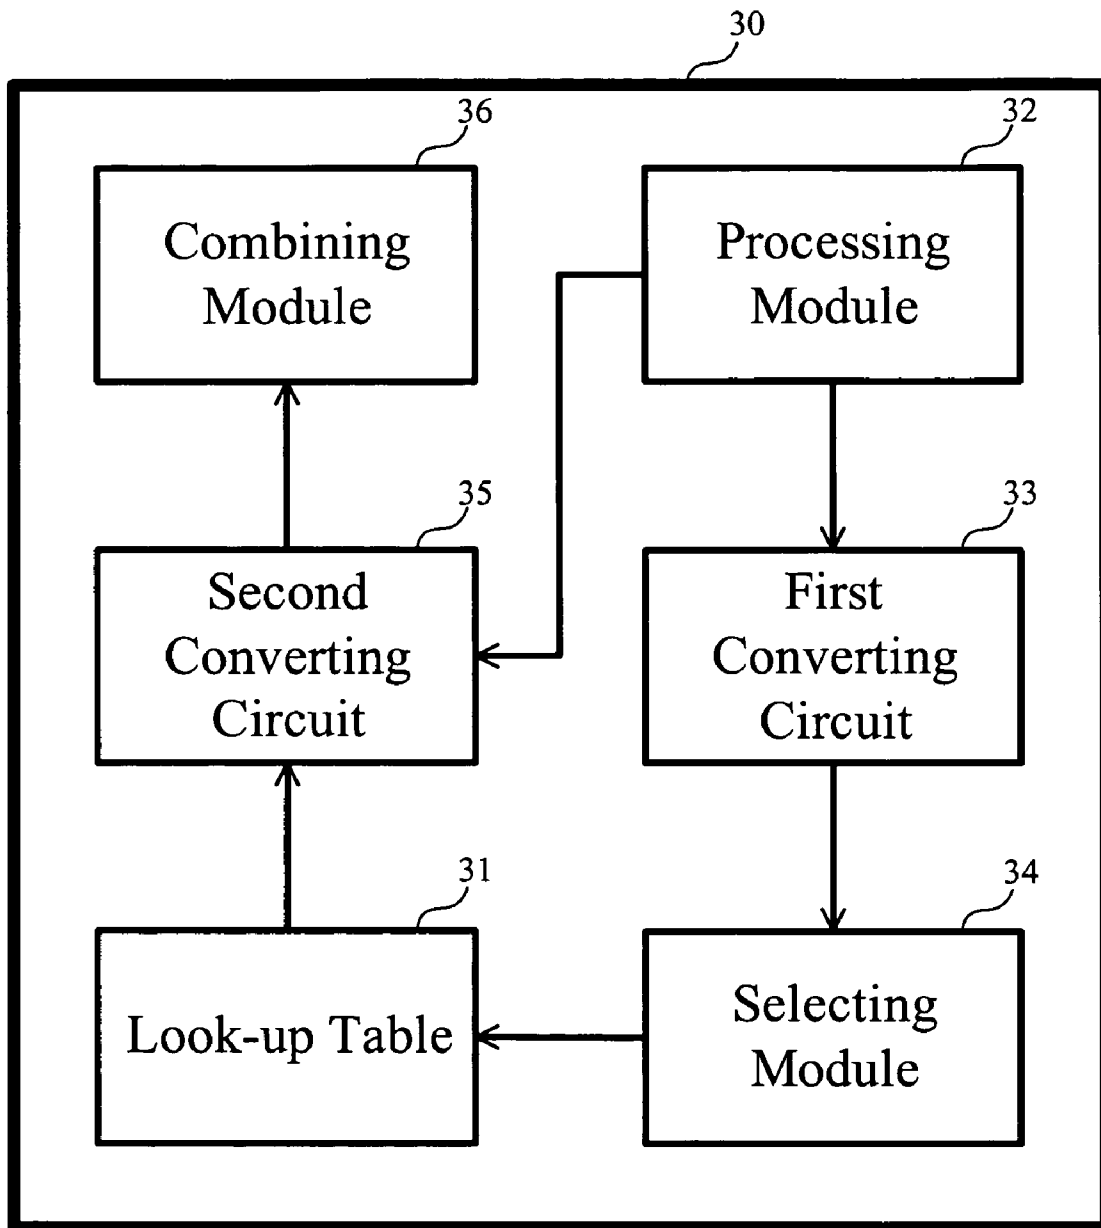 30
36
32
Combining
Module
Processing
Module
35
33
Second
Converting
Circuit
First
Converting
Circuit
31
34
Look-up Table
Selecting
Module